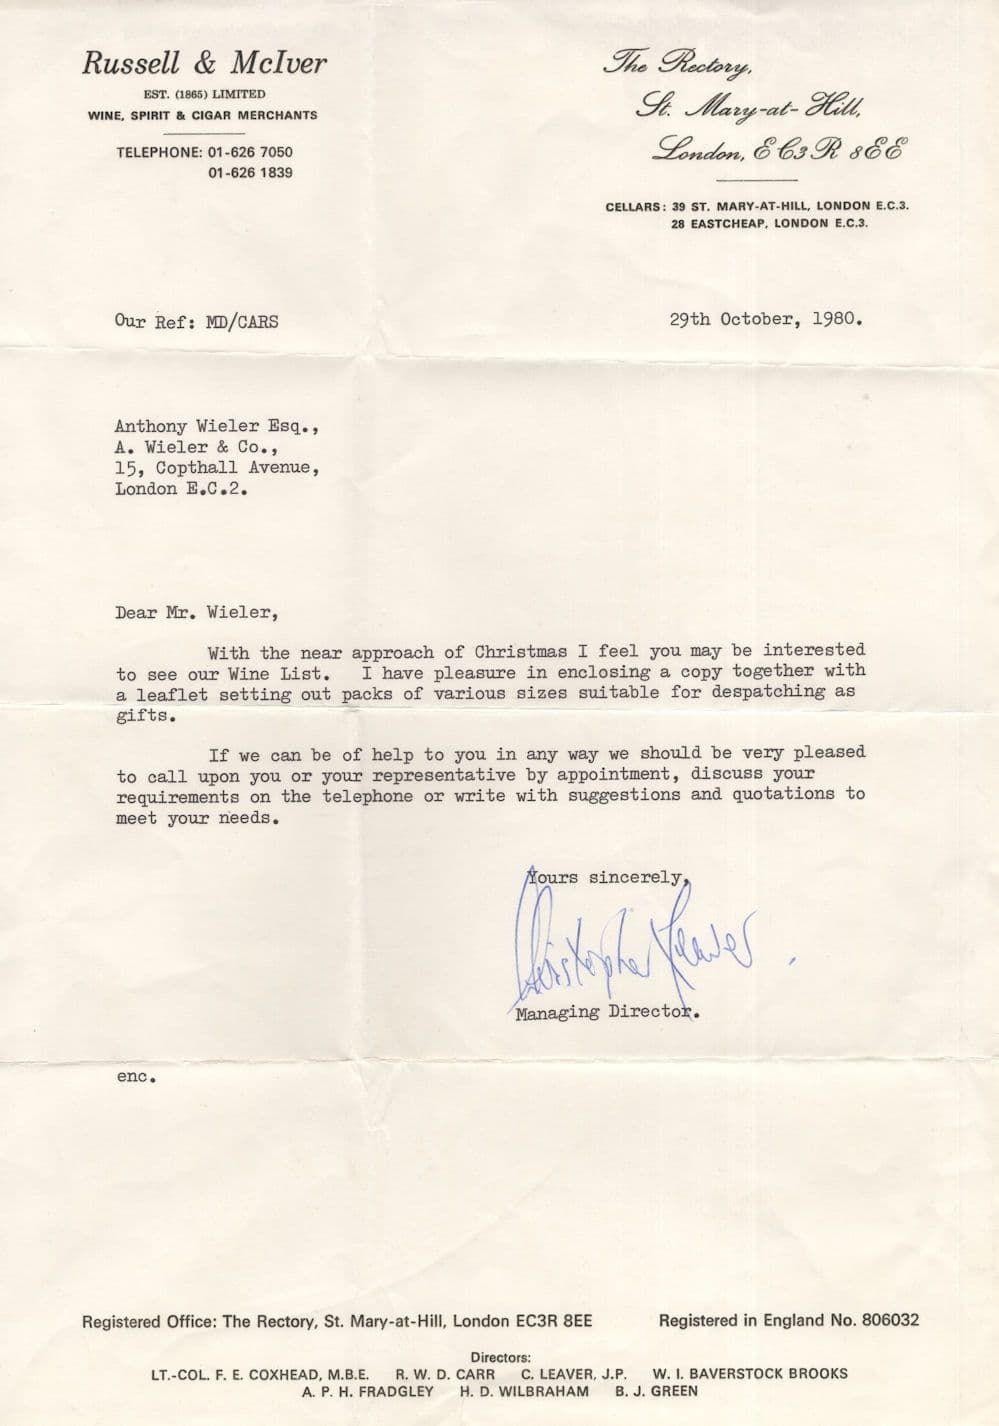 Russell & McIver
EST. (1865) LIMITED
WINE, SPIRIT & CIGAR MERCHANTS
TELEPHONE: 01-626 7050
01-626 1839
The Rectory,
St. Mary-at-Hill,
London, EC3R 8EE
CELLARS: 39 ST. MARY-AT-HILL, LONDON E.C.3.
28 EASTCHEAP, LONDON E.C.3.
Our Ref: MD/CARS
29th October, 1980.
Anthony Wieler Esq.,
A. Wieler & Co.,
15, Copthall Avenue,
London E.C.2.
Dear Mr. Wieler,
With the near approach of Christmas I feel you may be interested
to see our Wine List. I have pleasure in enclosing a copy together with
a leaflet setting out packs of various sizes suitable for despatching as
gifts.
If we can be of help to you in any way we should be very pleased
to call upon you or your representative by appointment, discuss your
requirements on the telephone or write with suggestions and quotations to
meet your needs.
Yours sincerely,
Christopher Leaver.
Managing Director.
enc.
Registered Office: The Rectory, St. Mary-at-Hill, London EC3R 8EE
Registered in England No. 806032
Directors:
LT.-COL. F. E. COXHEAD, M.B.E. R. W. D. CARR C. LEAVER, J.P. W. I. BAVERSTOCK BROOKS
A. P. H. FRADGLEY H. D. WILBRAHAM B. J. GREEN